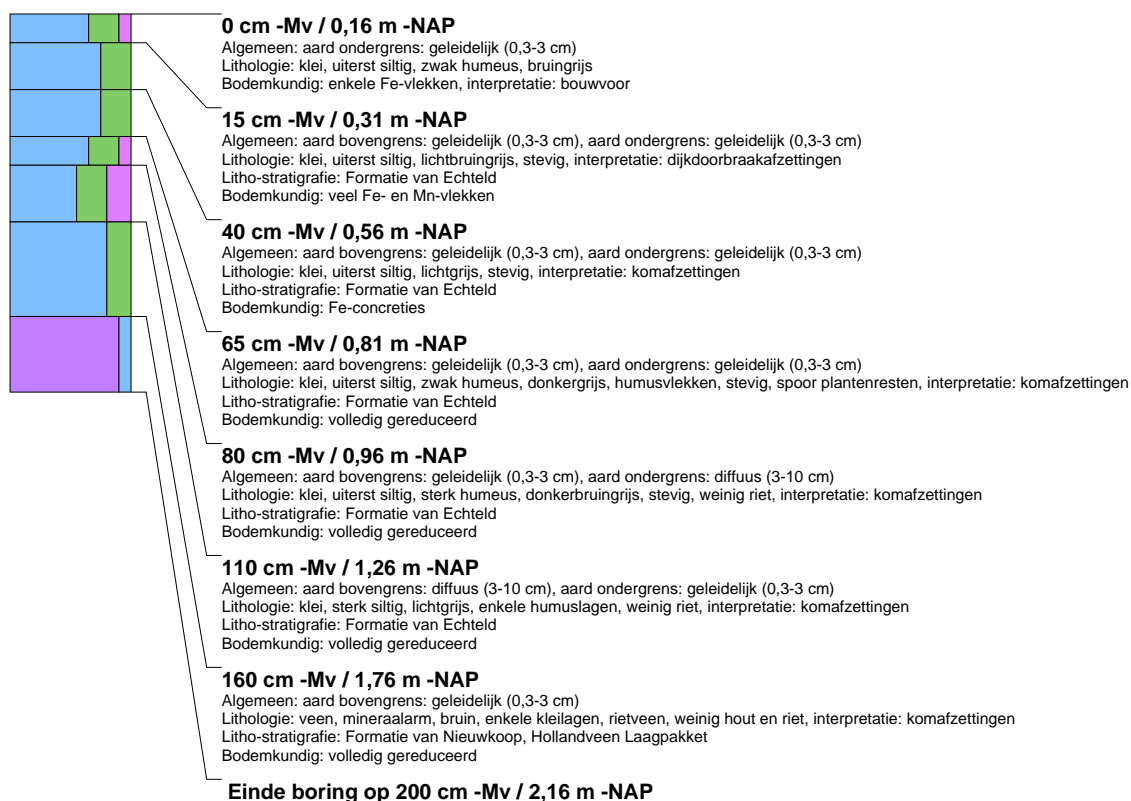 0 cm -Mv / 0,16 m -NAP
Algemeen: aard ondergrens: geleidelijk (0,3-3 cm)
Lithologie: klei, uiterst siltig, zwak humeus, bruingrijs
Bodemkundig: enkele Fe-vlekken, interpretatie: bouwvoor
15 cm -Mv / 0,31 m -NAP
Algemeen: aard bovengrens: geleidelijk (0,3-3 cm), aard ondergrens: geleidelijk (0,3-3 cm)
Lithologie: klei, uiterst siltig, lichtbruingrijs, stevig, interpretatie: dijkdoorbraakafzettingen
Litho-stratigrafie: Formatie van Echteld
Bodemkundig: veel Fe- en Mn-vlekken
40 cm -Mv / 0,56 m -NAP
Algemeen: aard bovengrens: geleidelijk (0,3-3 cm), aard ondergrens: geleidelijk (0,3-3 cm)
Lithologie: klei, uiterst siltig, lichtgrijs, stevig, interpretatie: komafzettingen
Litho-stratigrafie: Formatie van Echteld
Bodemkundig: Fe-concreties
65 cm -Mv / 0,81 m -NAP
Algemeen: aard bovengrens: geleidelijk (0,3-3 cm), aard ondergrens: geleidelijk (0,3-3 cm)
Lithologie: klei, uiterst siltig, zwak humeus, donkergrijs, humusvlekken, stevig, spoor plantenresten, interpretatie: komafzettingen
Litho-stratigrafie: Formatie van Echteld
Bodemkundig: volledig gereduceerd
80 cm -Mv / 0,96 m -NAP
Algemeen: aard bovengrens: geleidelijk (0,3-3 cm), aard ondergrens: diffuus (3-10 cm)
Lithologie: klei, uiterst siltig, sterk humeus, donkerbruingrijs, stevig, weinig riet, interpretatie: komafzettingen
Litho-stratigrafie: Formatie van Echteld
Bodemkundig: volledig gereduceerd
110 cm -Mv / 1,26 m -NAP
Algemeen: aard bovengrens: diffuus (3-10 cm), aard ondergrens: geleidelijk (0,3-3 cm)
Lithologie: klei, sterk siltig, lichtgrijs, enkele humuslagen, weinig riet, interpretatie: komafzettingen
Litho-stratigrafie: Formatie van Echteld
Bodemkundig: volledig gereduceerd
160 cm -Mv / 1,76 m -NAP
Algemeen: aard bovengrens: geleidelijk (0,3-3 cm)
Lithologie: veen, mineraalarm, bruin, enkele kleilagen, rietveen, weinig hout en riet, interpretatie: komafzettingen
Litho-stratigrafie: Formatie van Nieuwkoop, Hollandveen Laagpakket
Bodemkundig: volledig gereduceerd
Einde boring op 200 cm -Mv / 2,16 m -NAP